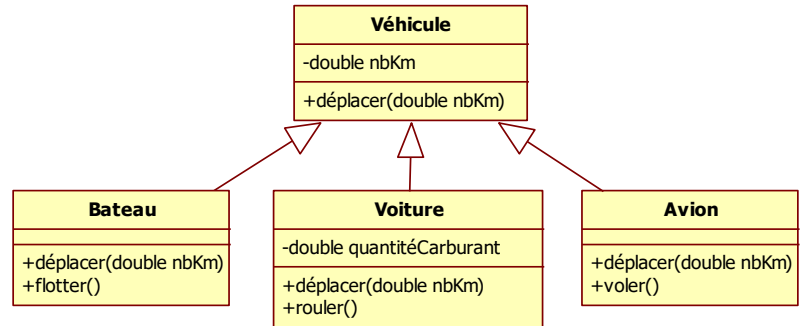 Véhicule
-double nbKm
+déplacer(double nbKm)
Bateau
+déplacer(double nbKm)
+flotter()
Voiture
-double quantitéCarburant
+déplacer(double nbKm)
+rouler()
Avion
+déplacer(double nbKm)
+voler()